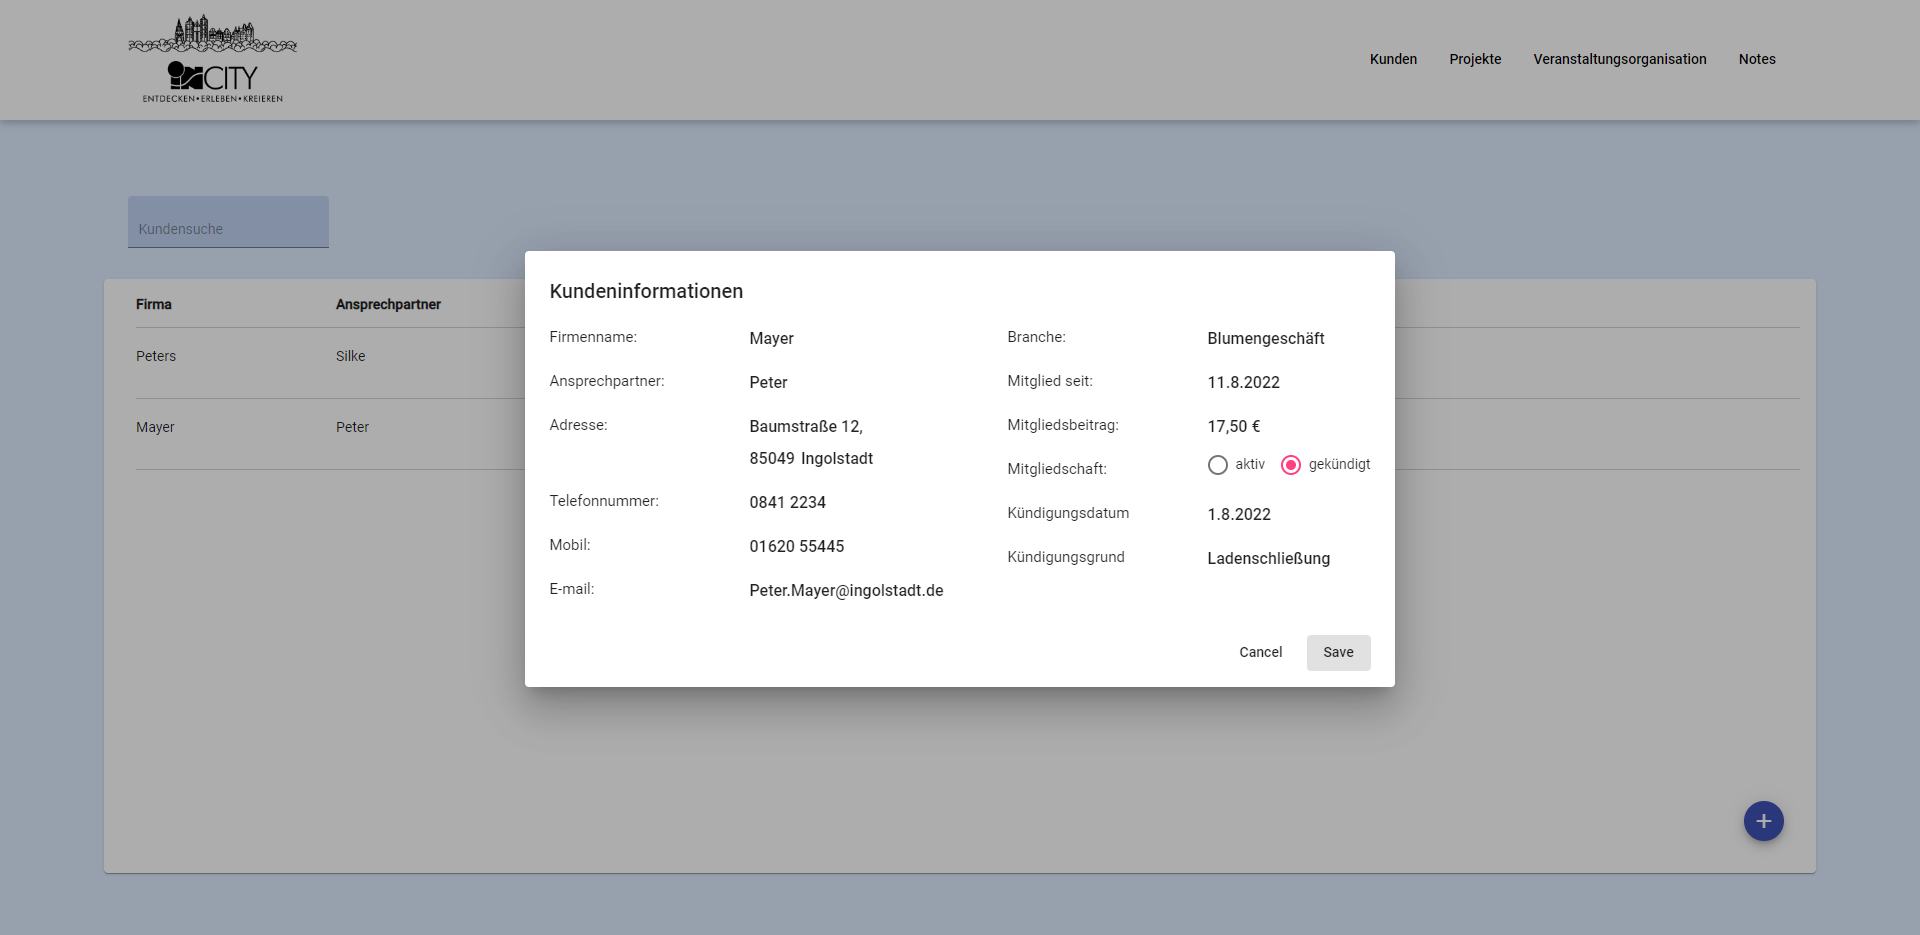 INCITY
ENTDECKEN•ERLEBEN•KREIEREN
Kunden Projekte Veranstaltungsorganisation Notes
Kundensuche
Firma Ansprechpartner
Peters Silke
Mayer Peter
Kundeninformationen
Firmenname: Mayer
Ansprechpartner: Peter
Adresse: Baumstraße 12,
85049 Ingolstadt
Telefonnummer: 0841 2234
Mobil: 01620 55445
E-mail: Peter.Mayer@ingolstadt.de
Branche: Blumengeschäft
Mitglied seit: 11.8.2022
Mitgliedsbeitrag: 17,50 €
Mitgliedschaft: aktiv gekündigt
Kündigungsdatum 1.8.2022
Kündigungsgrund Ladenschließung
Cancel Save